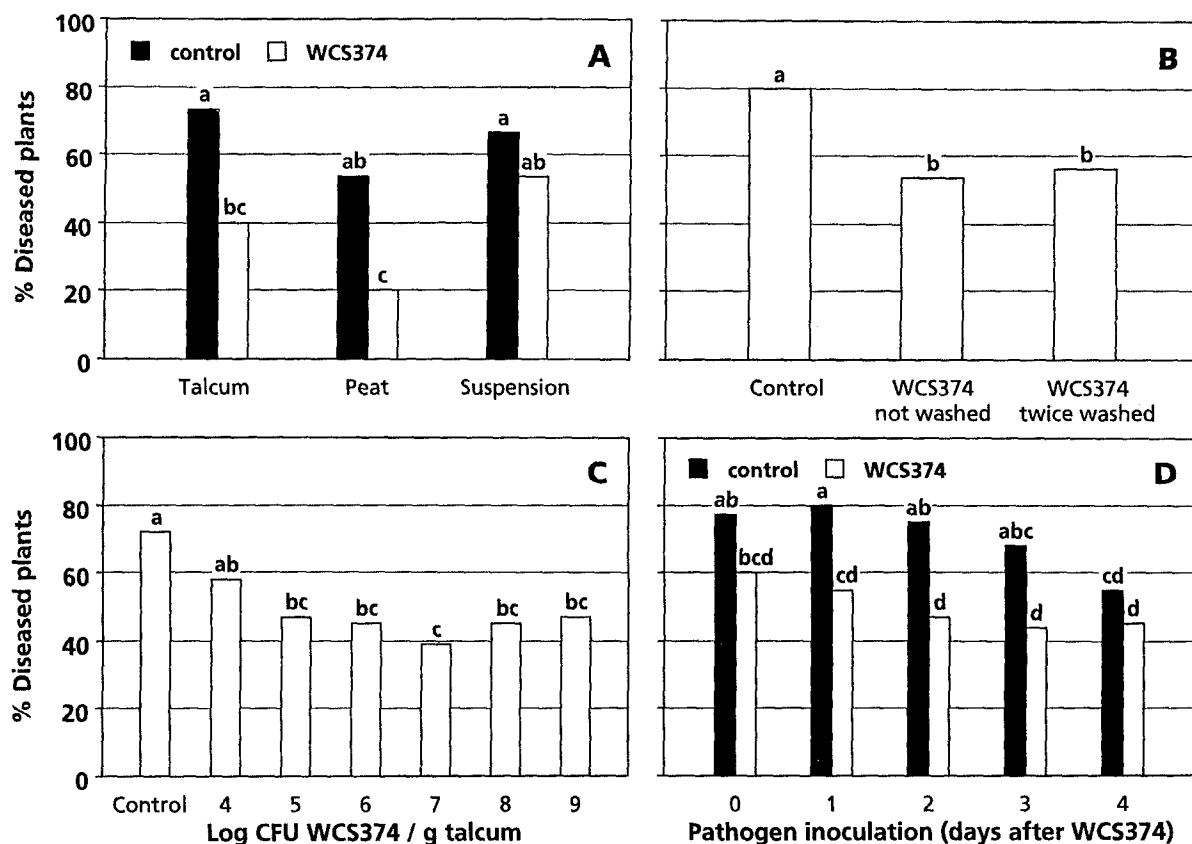 100
80
60
40
20
0
% Diseased plants
control WCS374
A
a
bc
ab
c
a
ab
Talcum Peat Suspension
B
a
b
b
Control
WCS374
not washed
WCS374
twice washed
100
80
60
40
20
0
% Diseased plants
C
a
ab
bc
bc
c
bc
bc
Control 4 5 6 7 8 9
Log CFU WCS374 / g talcum
control WCS374
D
ab
bcd
a
cd
ab
d
abc
d
cd
d
0 1 2 3 4
Pathogen inoculation (days after WCS374)